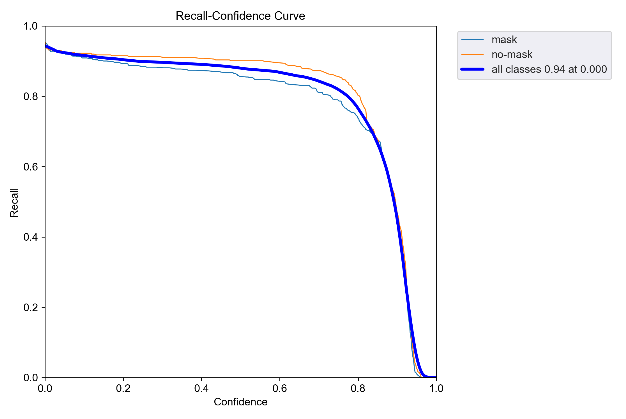 Recall-Confidence Curve
mask
no-mask
all classes 0.94 at 0.000
Recall
1.0
0.8
0.6
0.4
0.2
0.0
0.0 0.2 0.4 0.6 0.8 1.0
Confidence